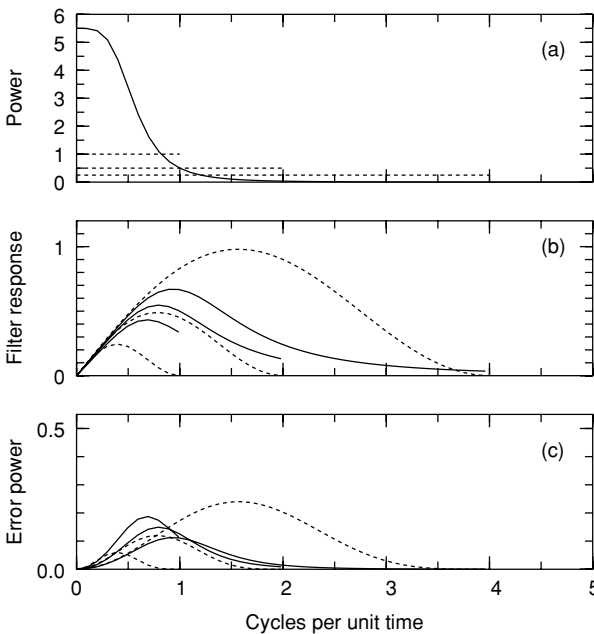 6
5
4
3
2
1
0
Power
(a)
1
0
Filter response
(b)
0.5
0.0
Error power
(c)
0 1 2 3 4 5
Cycles per unit time